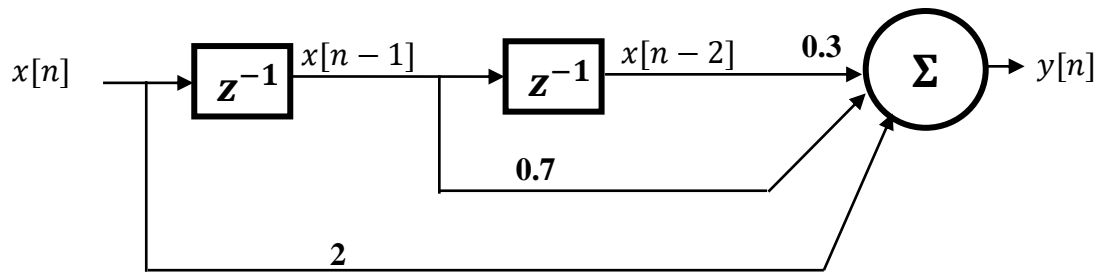 x[n]
z⁻¹
x[n − 1]
z⁻¹
x[n − 2]
0.3
Σ
y[n]
0.7
2